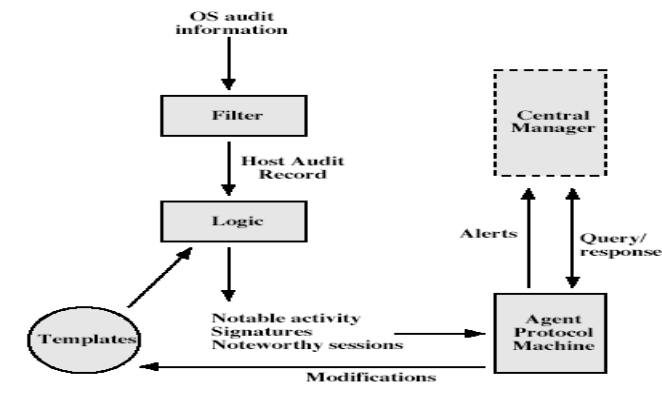 OS audit
information
Filter
Central
Manager
Host Audit
Record
Logic
Alerts
Query/
response
Notable activity
Signatures
Noteworthy sessions
Agent
Protocol
Machine
Templates
Modifications